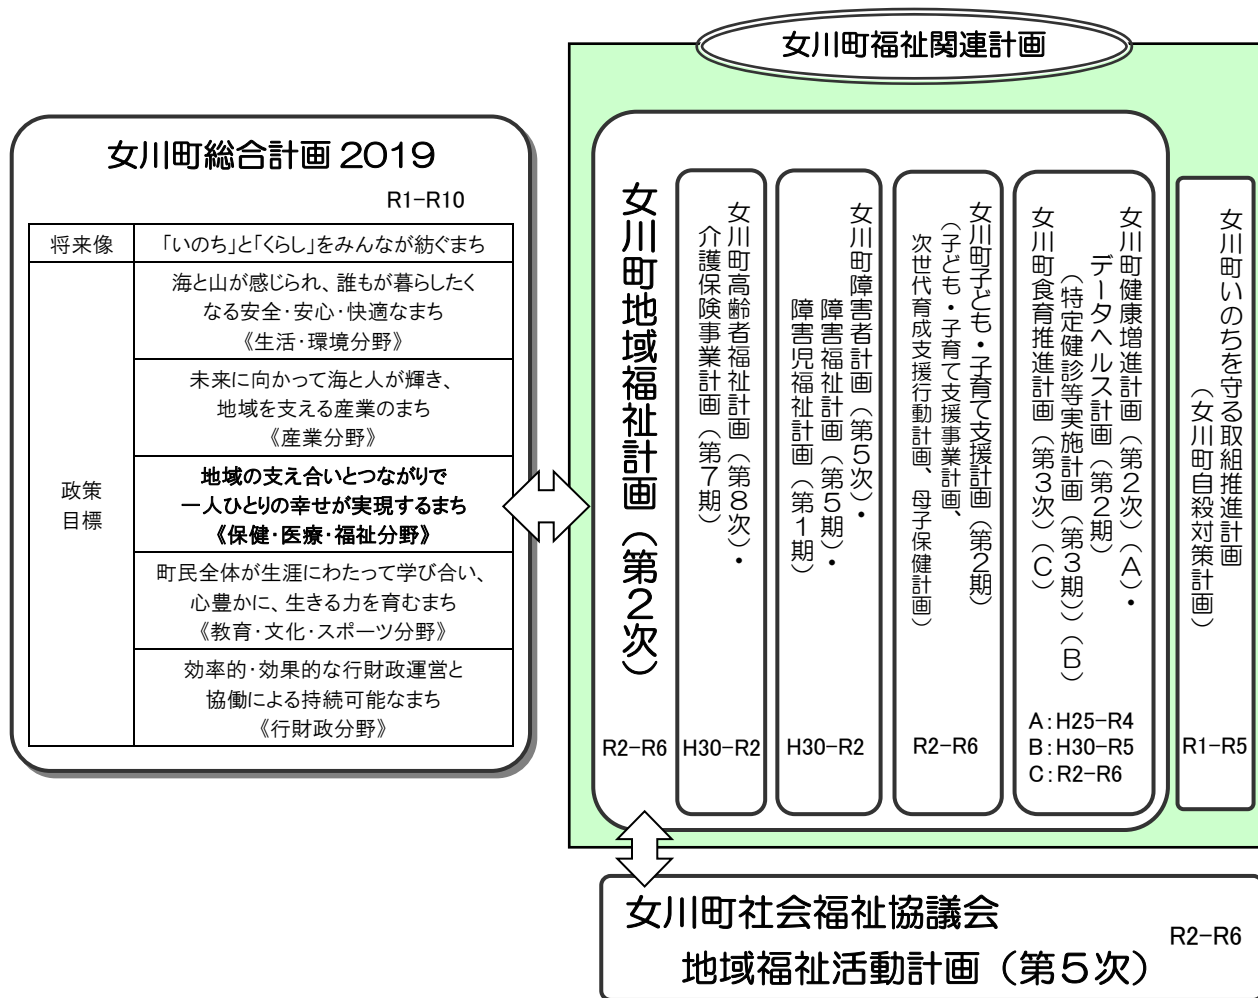 女川町福祉関連計画
女川町総合計画 2019
R1-R10
将来像
「いのち」と「くらし」をみんなが紡ぐまち
政策
目標
海と山が感じられ、誰もが暮らしたく
なる安全・安心・快適なまち
《生活・環境分野》
未来に向かって海と人が輝き、
地域を支える産業のまち
《産業分野》
地域の支え合いとつながりで
一人ひとりの幸せが実現するまち
《保健・医療・福祉分野》
町民全体が生涯にわたって学び合い、
心豊かに、生きる力を育むまち
《教育・文化・スポーツ分野》
効率的・効果的な行財政運営と
協働による持続可能なまち
《行財政分野》
女川町地域福祉計画（第２次）
R2-R6
女川町高齢者福祉計画（第８次）・
介護保険事業計画（第７期）
H30-R2
女川町障害者計画（第５次）・
障害福祉計画（第５期）・
障害児福祉計画（第１期）
H30-R2
女川町子ども・子育て支援計画（第２期）
（子ども・子育て支援事業計画、
次世代育成支援行動計画、母子保健計画）
R2-R6
女川町健康増進計画（第２次）（Ａ）・
データヘルス計画（第２期）
（特定健診等実施計画（第３期））（Ｂ）
女川町食育推進計画（第３次）（Ｃ）
A：H25-R4
B：H30-R5
C：R2-R6
女川町いのちを守る取組推進計画
（女川町自殺対策計画）
R1-R5
女川町社会福祉協議会
地域福祉活動計画（第５次）
R2-R6